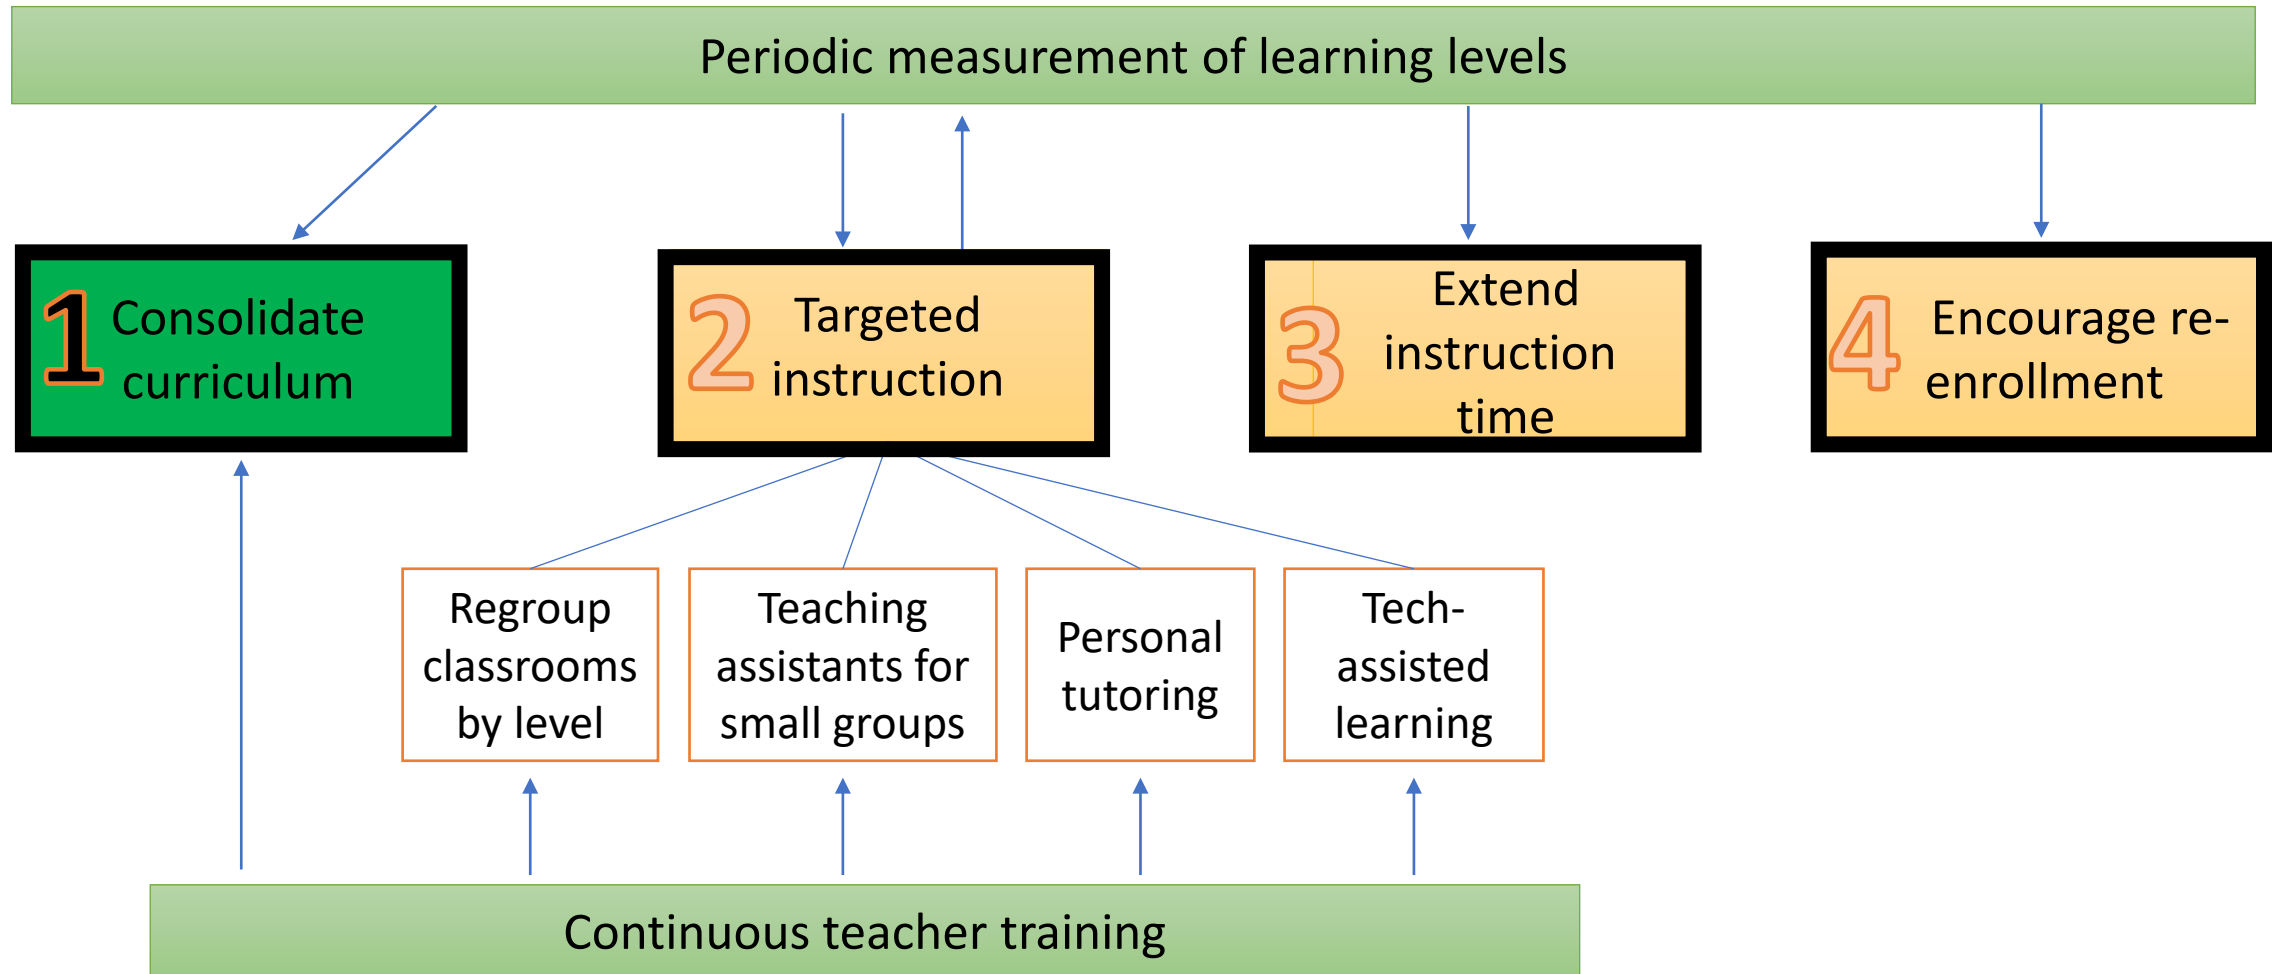 Periodic measurement of learning levels
1 Consolidate
curriculum
2 Targeted
instruction
3 Extend
instruction
time
4 Encourage re-
enrollment
Regroup
classrooms
by level
Teaching
assistants for
small groups
Personal
tutoring
Tech-
assisted
learning
Continuous teacher training